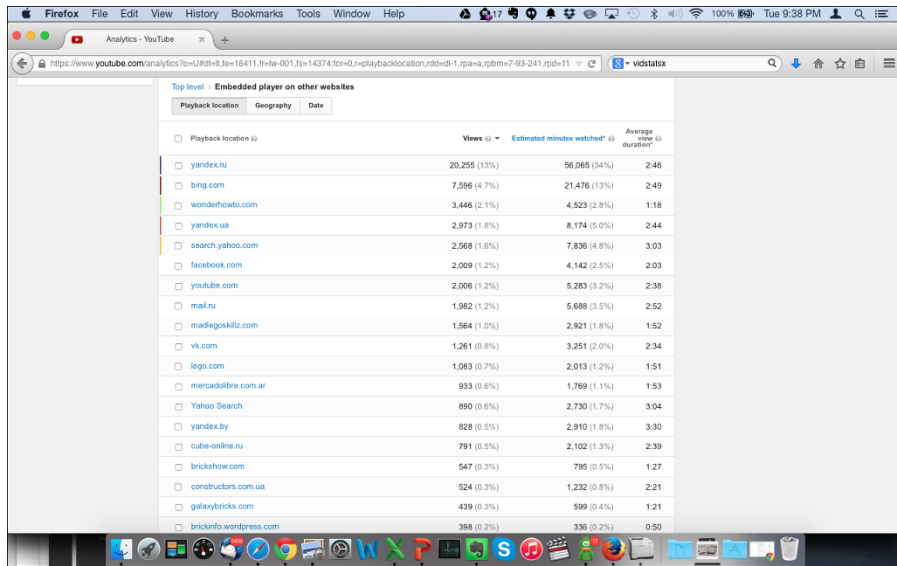 Firefox File Edit View History Bookmarks Tools Window Help 17 100% Tue 9:38 PM
Analytics - YouTube × +
https://www.youtube.com/analytics?o=U#dt=lt,fe=16411,fr=lw-001,fs=14374;fcr=0,r=playbacklocation,rdd=dl-1,rpa=a,rpbm=7-93-241,rpd=11 vidstatsx
Top level › Embedded player on other websites
Playback location Geography Date
Playback location Views Estimated minutes watched* Average view duration*
yandex.ru 20,255 (13%) 56,065 (34%) 2:46
bing.com 7,596 (4.7%) 21,476 (13%) 2:49
wonderhowto.com 3,446 (2.1%) 4,523 (2.8%) 1:18
yandex.ua 2,973 (1.8%) 8,174 (5.0%) 2:44
search.yahoo.com 2,568 (1.6%) 7,836 (4.8%) 3:03
facebook.com 2,009 (1.2%) 4,142 (2.5%) 2:03
youtube.com 2,006 (1.2%) 5,283 (3.2%) 2:38
mail.ru 1,982 (1.2%) 5,688 (3.5%) 2:52
madlegoskillz.com 1,564 (1.0%) 2,921 (1.8%) 1:52
vk.com 1,261 (0.8%) 3,251 (2.0%) 2:34
lego.com 1,083 (0.7%) 2,013 (1.2%) 1:51
mercadolibre.com.ar 933 (0.6%) 1,769 (1.1%) 1:53
Yahoo Search 890 (0.6%) 2,730 (1.7%) 3:04
yandex.by 828 (0.5%) 2,910 (1.8%) 3:30
cube-online.ru 791 (0.5%) 2,102 (1.3%) 2:39
brickshow.com 547 (0.3%) 795 (0.5%) 1:27
constructors.com.ua 524 (0.3%) 1,232 (0.8%) 2:21
galaxybricks.com 439 (0.3%) 599 (0.4%) 1:21
brickinfo.wordpress.com 398 (0.2%) 336 (0.2%) 0:50